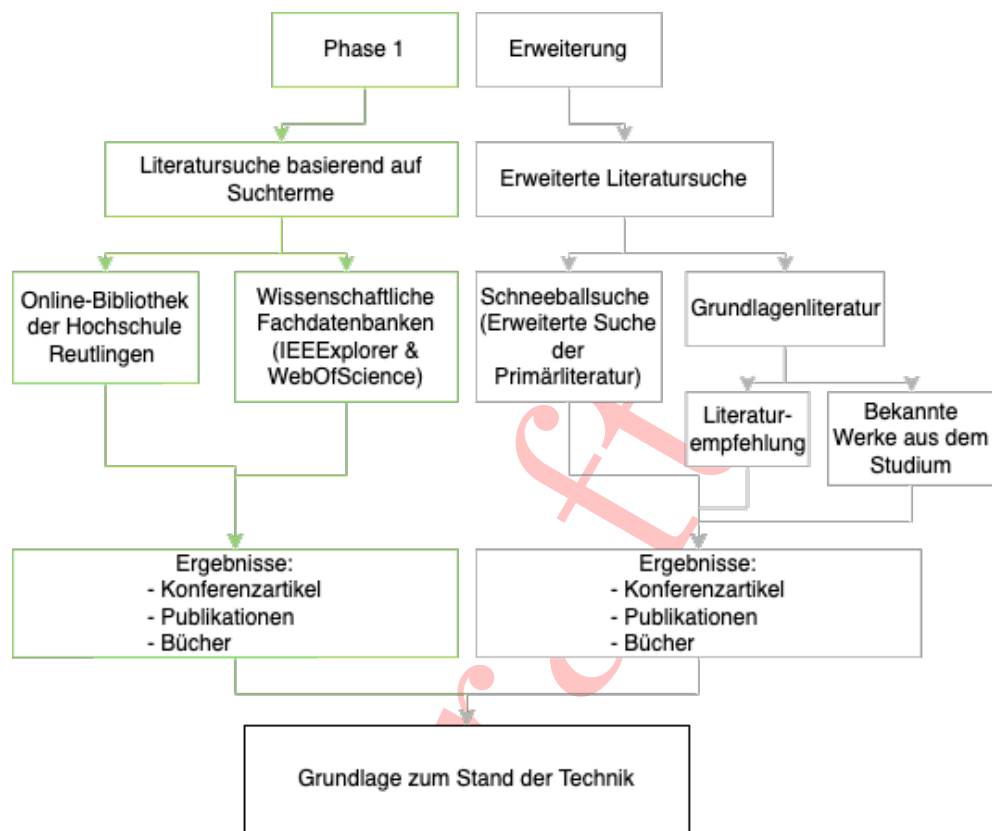 Phase 1
Erweiterung
Literatursuche basierend auf
Suchterme
Erweiterte Literatursuche
Online-Bibliothek
der Hochschule
Reutlingen
Wissenschaftliche
Fachdatenbanken
(IEEExplorer &
WebOfScience)
Schneeballsuche
(Erweiterte Suche
der
Primärliteratur)
Grundlagenliteratur
Literatur-
empfehlung
Bekannte
Werke aus dem
Studium
Ergebnisse:
- Konferenzartikel
- Publikationen
- Bücher
Ergebnisse:
- Konferenzartikel
- Publikationen
- Bücher
Grundlage zum Stand der Technik